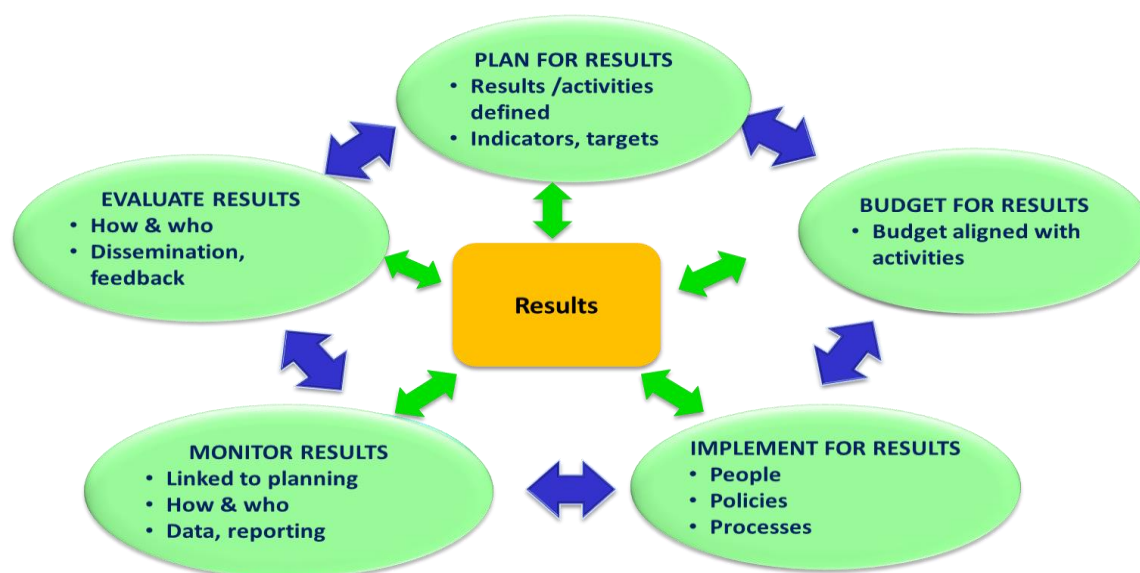 PLAN FOR RESULTS
• Results /activities
defined
• Indicators, targets
EVALUATE RESULTS
• How & who
• Dissemination,
feedback
BUDGET FOR RESULTS
• Budget aligned with
activities
Results
MONITOR RESULTS
• Linked to planning
• How & who
• Data, reporting
IMPLEMENT FOR RESULTS
• People
• Policies
• Processes